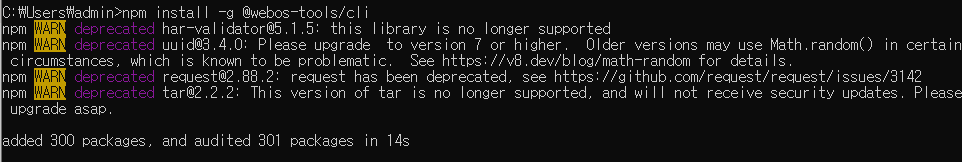 C:₩Users₩admin>npm install -g @webos-tools/cli
npm WARN deprecated har-validator@5.1.5: this library is no longer supported
npm WARN deprecated uuid@3.4.0: Please upgrade  to version 7 or higher.  Older versions may use Math.random() in certain
 circumstances, which is known to be problematic.  See https://v8.dev/blog/math-random for details.
npm WARN deprecated request@2.88.2: request has been deprecated, see https://github.com/request/request/issues/3142
npm WARN deprecated tar@2.2.2: This version of tar is no longer supported, and will not receive security updates. Please
 upgrade asap.
added 300 packages, and audited 301 packages in 14s